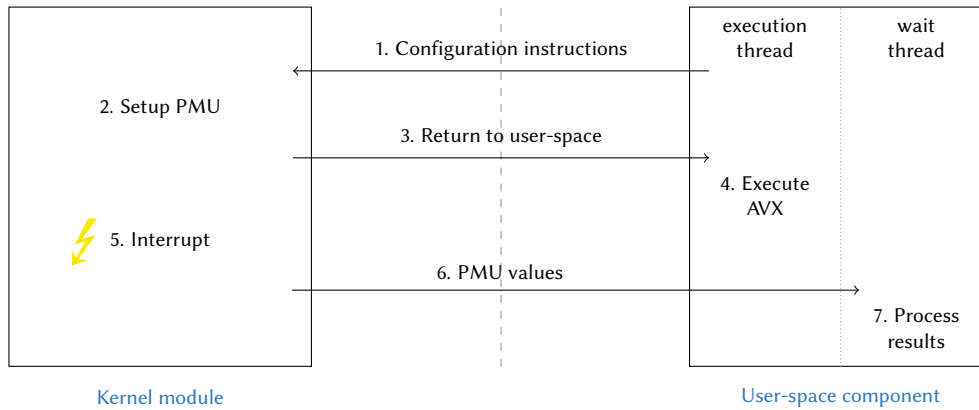 execution
thread
wait
thread
1. Configuration instructions
2. Setup PMU
3. Return to user-space
4. Execute
AVX
5. Interrupt
6. PMU values
7. Process
results
Kernel module
User-space component